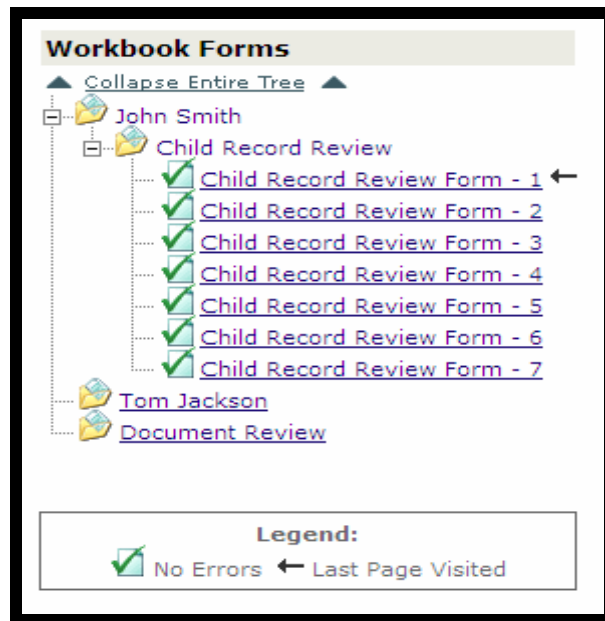 Workbook Forms
Collapse Entire Tree
John Smith
Child Record Review
Child Record Review Form - 1
Child Record Review Form - 2
Child Record Review Form - 3
Child Record Review Form - 4
Child Record Review Form - 5
Child Record Review Form - 6
Child Record Review Form - 7
Tom Jackson
Document Review
Legend:
No Errors ← Last Page Visited